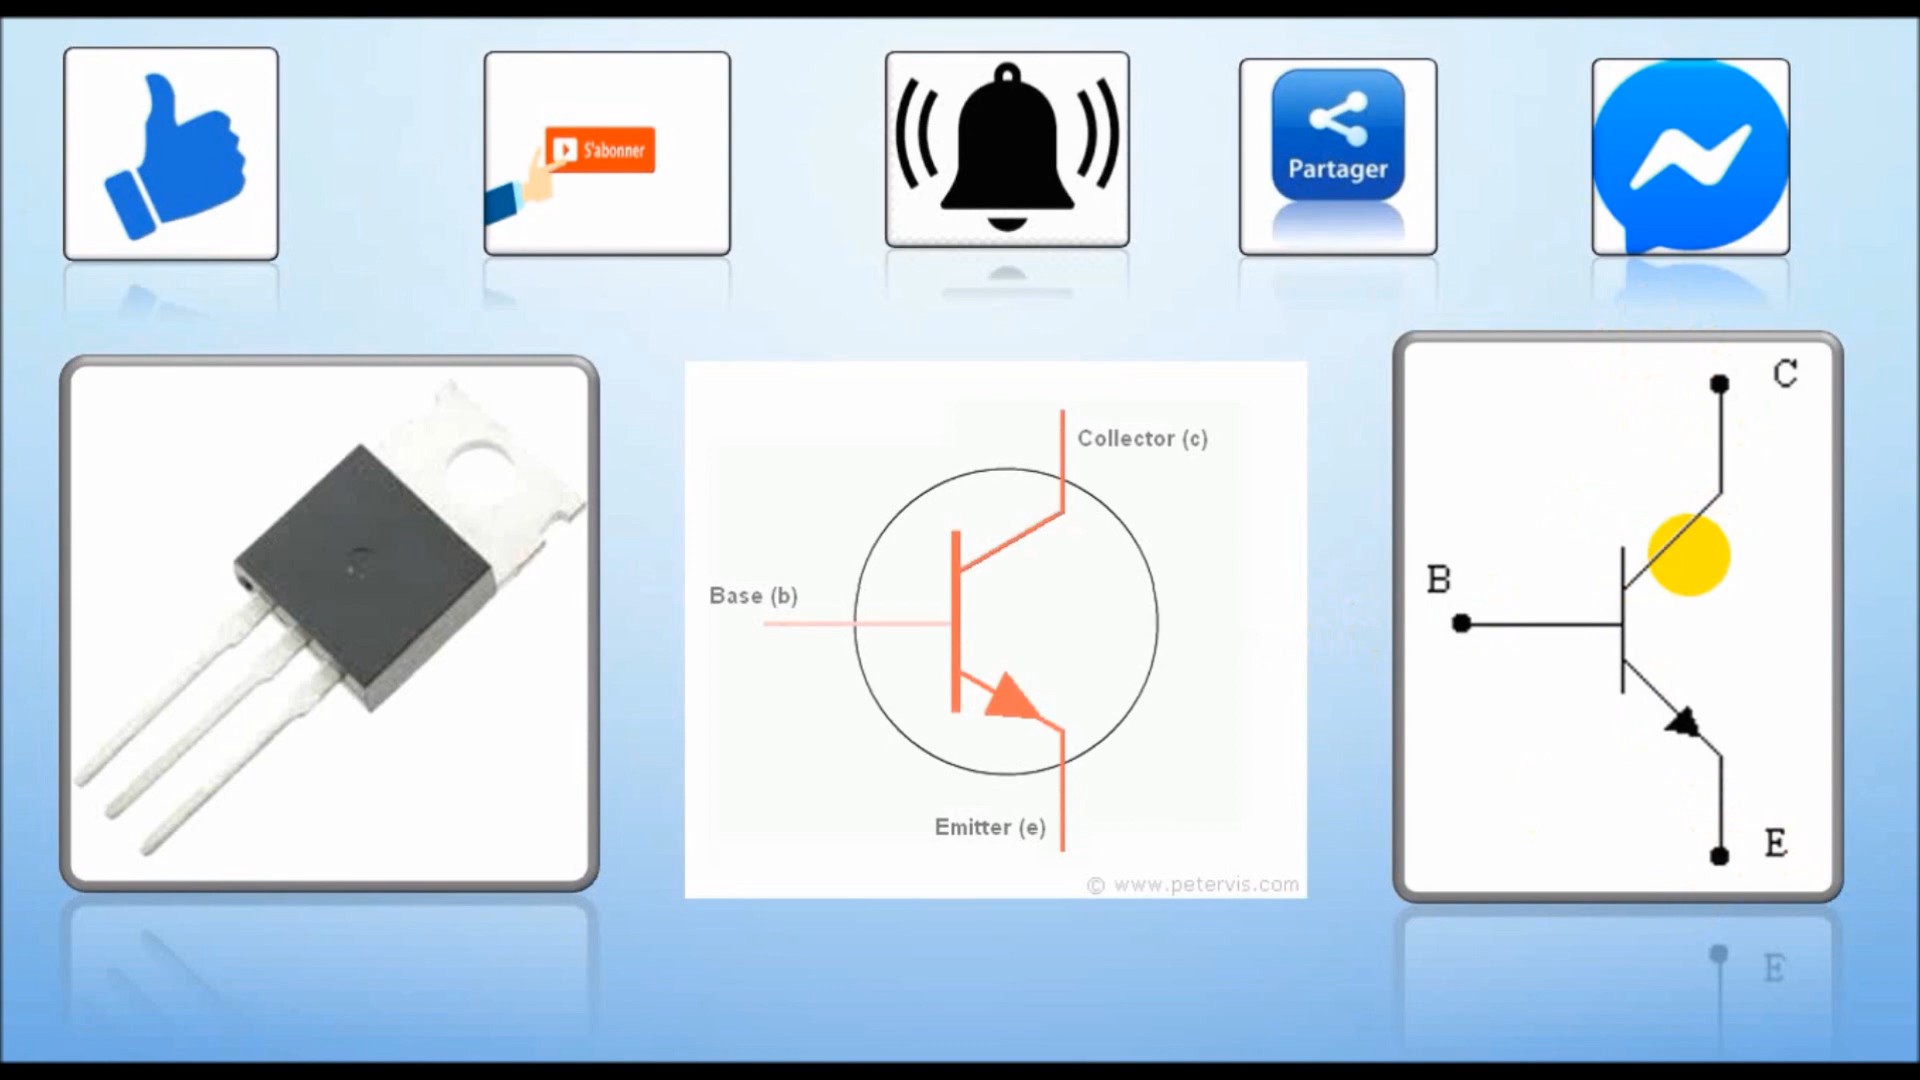 S'abonner
Partager
Collector (c)
Base (b)
Emitter (e)
© www.petervis.com
C
B
E
E